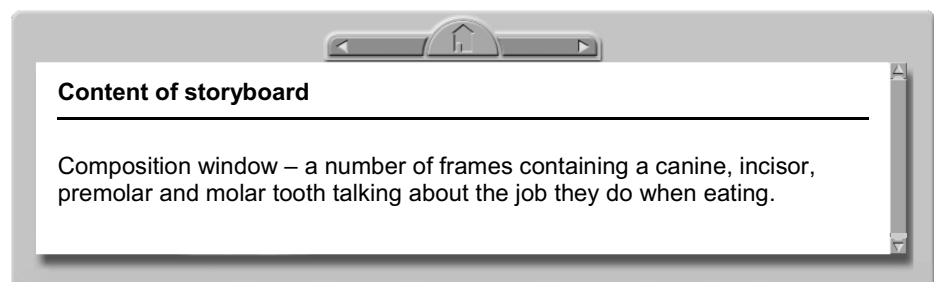 Content of storyboard
Composition window – a number of frames containing a canine, incisor,
premolar and molar tooth talking about the job they do when eating.